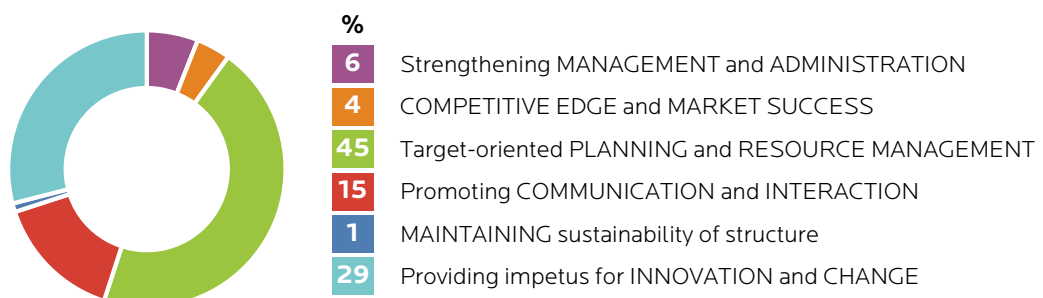 %
6 Strengthening MANAGEMENT and ADMINISTRATION
4 COMPETITIVE EDGE and MARKET SUCCESS
45 Target-oriented PLANNING and RESOURCE MANAGEMENT
15 Promoting COMMUNICATION and INTERACTION
1 MAINTAINING sustainability of structure
29 Providing impetus for INNOVATION and CHANGE